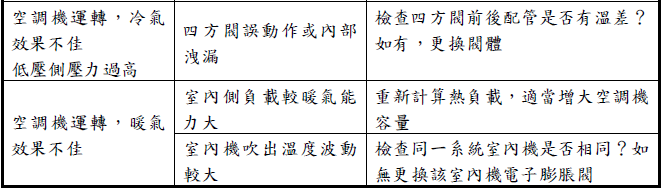 空調機運轉，冷氣
效果不佳
低壓側壓力過高
四方閥誤動作或內部
洩漏
檢查四方閥前後配管是否有溫差？
如有，更換閥體
空調機運轉，暖氣
效果不佳
室內側負載較暖氣能
力大
重新計算熱負載，適當增大空調機
容量
室內機吹出溫度波動
較大
檢查同一系統室內機是否相同？如
無更換該室內機電子膨脹閥